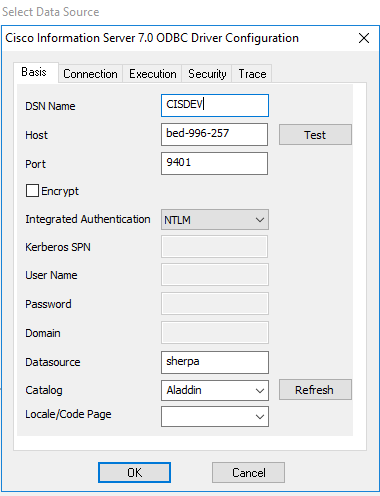 Select Data Source
Cisco Information Server 7.0 ODBC Driver Configuration
Basis Connection Execution Security Trace
DSN Name CISDEV
Host bed-996-257 Test
Port 9401
Encrypt
Integrated Authentication NTLM
Kerberos SPN
User Name
Password
Domain
Datasource sherpa
Catalog Aladdin Refresh
Locale/Code Page
OK Cancel